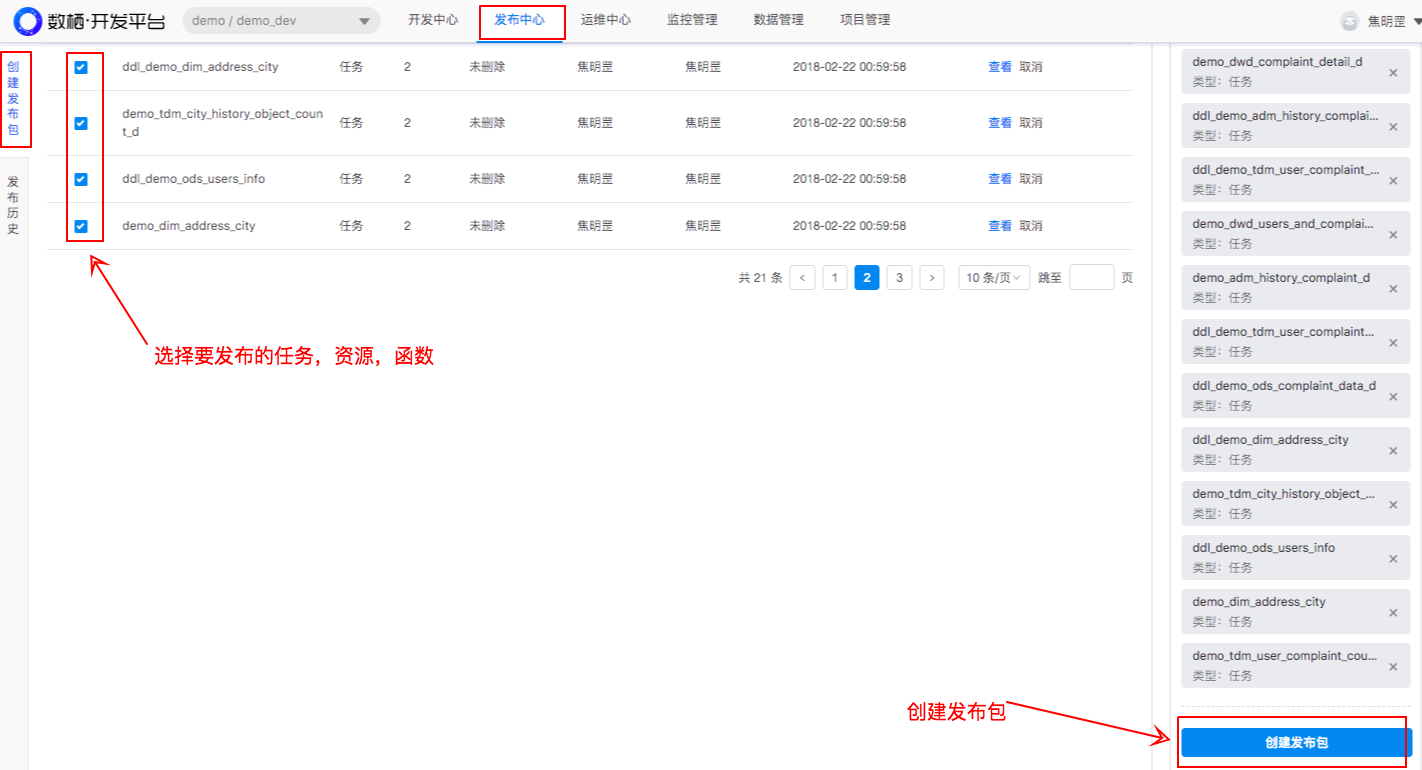 数栖·开发平台
demo / demo_dev
开发中心
发布中心
运维中心
监控管理
数据管理
项目管理
焦明罡
创建发布包
发布历史
ddl_demo_dim_address_city 任务 2 未删除 焦明罡 焦明罡 2018-02-22 00:59:58 查看 取消
demo_tdm_city_history_object_coun
t_d 任务 2 未删除 焦明罡 焦明罡 2018-02-22 00:59:58 查看 取消
ddl_demo_ods_users_info 任务 2 未删除 焦明罡 焦明罡 2018-02-22 00:59:58 查看 取消
demo_dim_address_city 任务 2 未删除 焦明罡 焦明罡 2018-02-22 00:59:58 查看 取消
共 21 条 < 1 2 3 > 10 条/页 跳至 页
选择要发布的任务，资源，函数
demo_dwd_complaint_detail_d
类型：任务
ddl_demo_adm_history_complai...
类型：任务
ddl_demo_tdm_user_complaint_...
类型：任务
demo_dwd_users_and_complai...
类型：任务
demo_adm_history_complaint_d
类型：任务
ddl_demo_tdm_user_complaint...
类型：任务
ddl_demo_ods_complaint_data_d
类型：任务
ddl_demo_dim_address_city
类型：任务
demo_tdm_city_history_object_...
类型：任务
ddl_demo_ods_users_info
类型：任务
demo_dim_address_city
类型：任务
demo_tdm_user_complaint_cou...
类型：任务
创建发布包
创建发布包